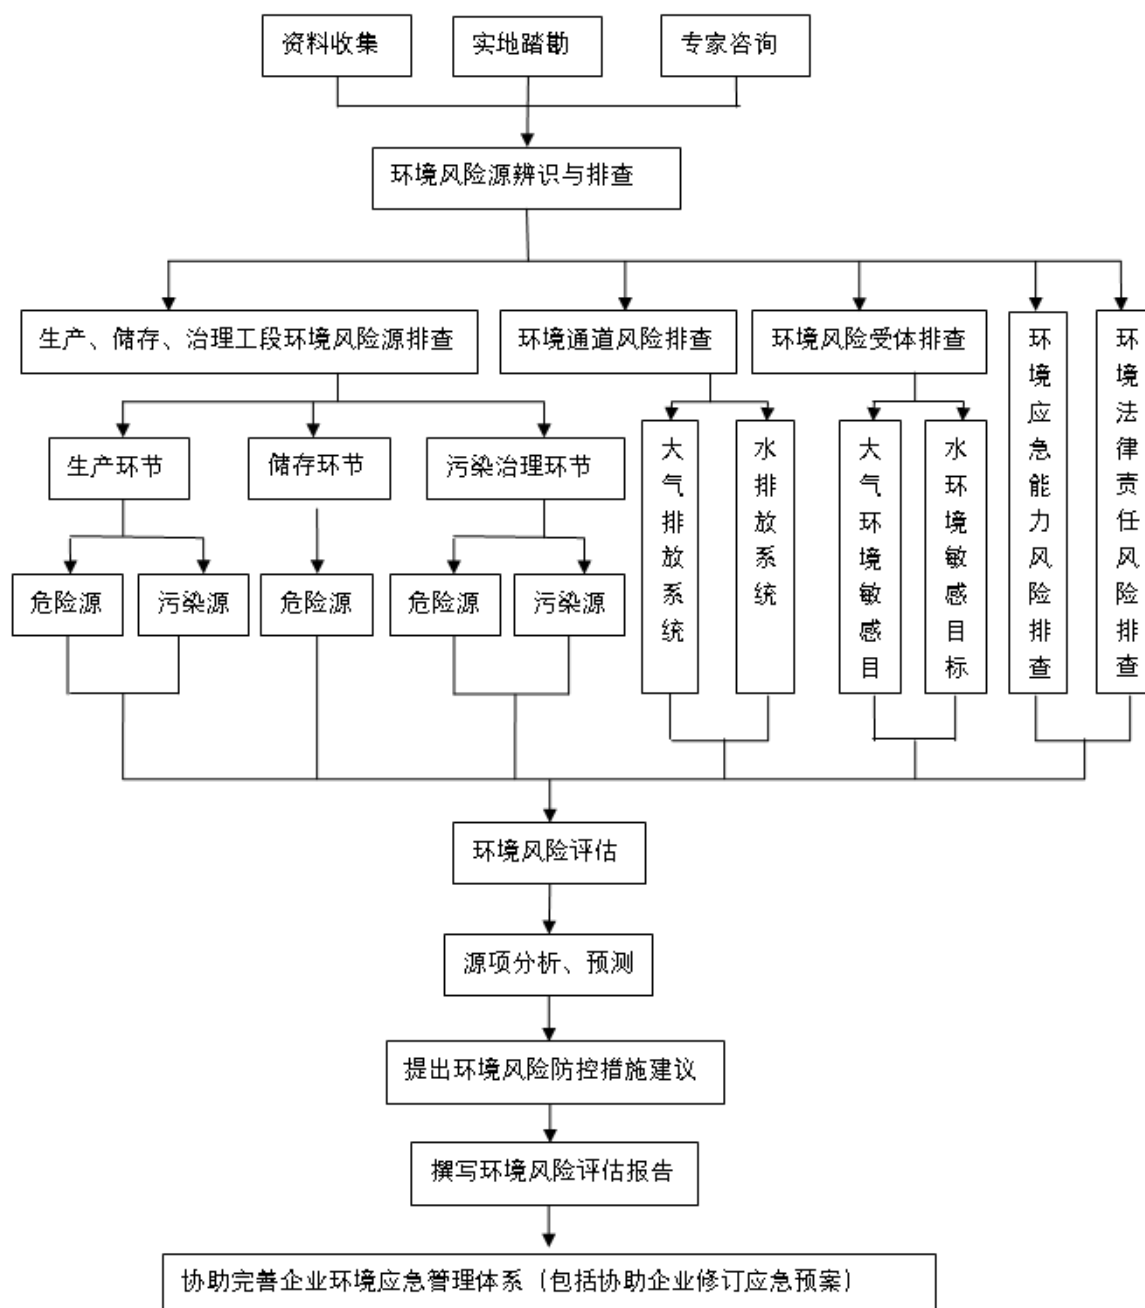 资料收集
实地踏勘
专家咨询
环境风险源辨识与排查
生产、储存、治理工段环境风险源排查
环境通道风险排查
环境风险受体排查
环境应急能力风险排查
环境法律责任风险排查
生产环节
储存环节
污染治理环节
大气排放系统
水排放系统
大气环境敏感目
水环境敏感目标
危险源
污染源
危险源
危险源
污染源
环境风险评估
源项分析、预测
提出环境风险防控措施建议
撰写环境风险评估报告
协助完善企业环境应急管理体系（包括协助企业修订应急预案）